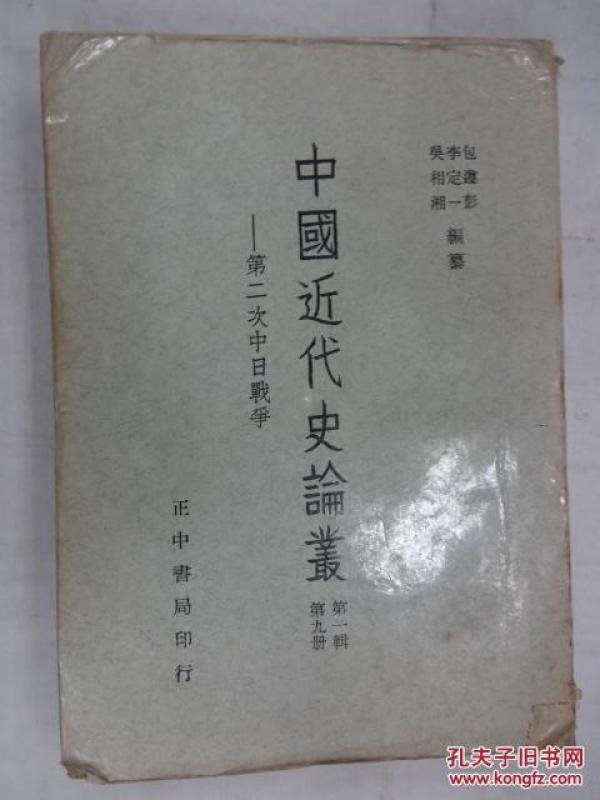 包遵彭
李定一
吳相湘
編纂
中國近代史論叢
第一輯
第九册
—第二次中日戰爭
正中書局印行
孔夫子旧书网
www.kongfz.com